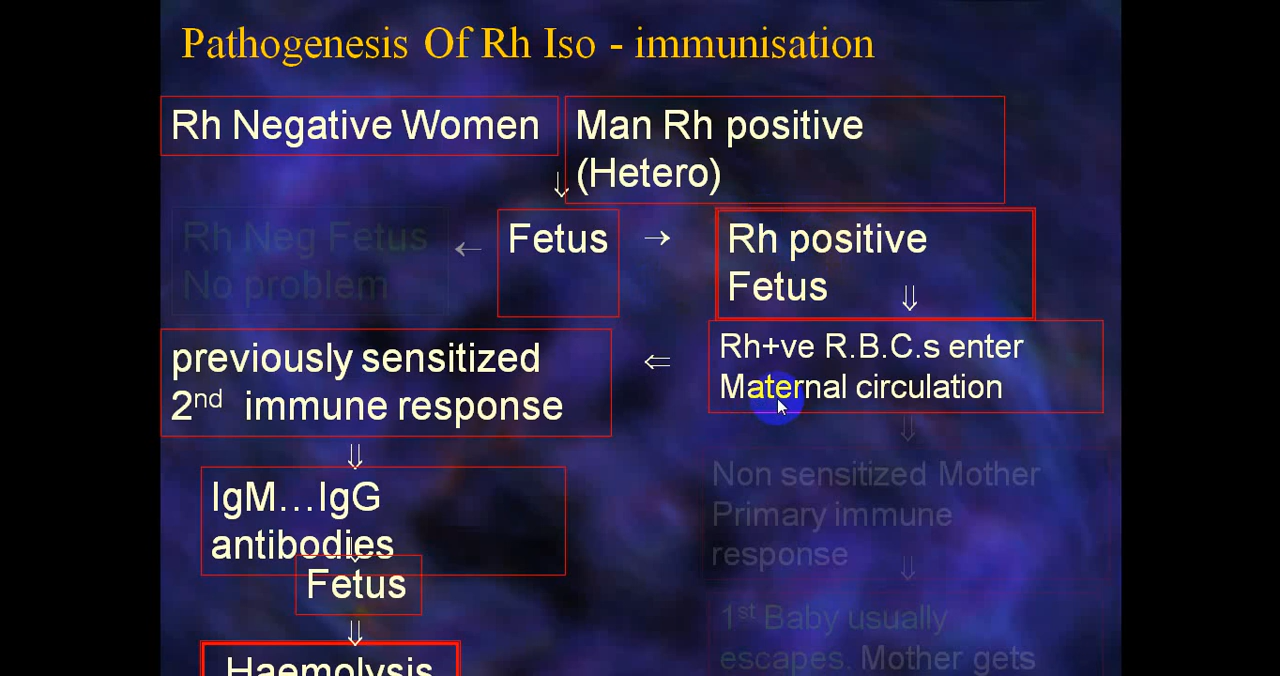 Pathogenesis Of Rh Iso - immunisation
Rh Negative Women
Man Rh positive
(Hetero)
⇓
Rh Neg Fetus
No problem
←
Fetus
→
Rh positive
Fetus
⇓
previously sensitized
2nd immune response
⇐
Rh+ve R.B.C.s enter
Maternal circulation
⇓
⇓
IgM…IgG
antibodies
Fetus
⇓
Haemolysis
Non sensitized Mother
Primary immune
response
⇓
1st Baby usually
escapes. Mother gets